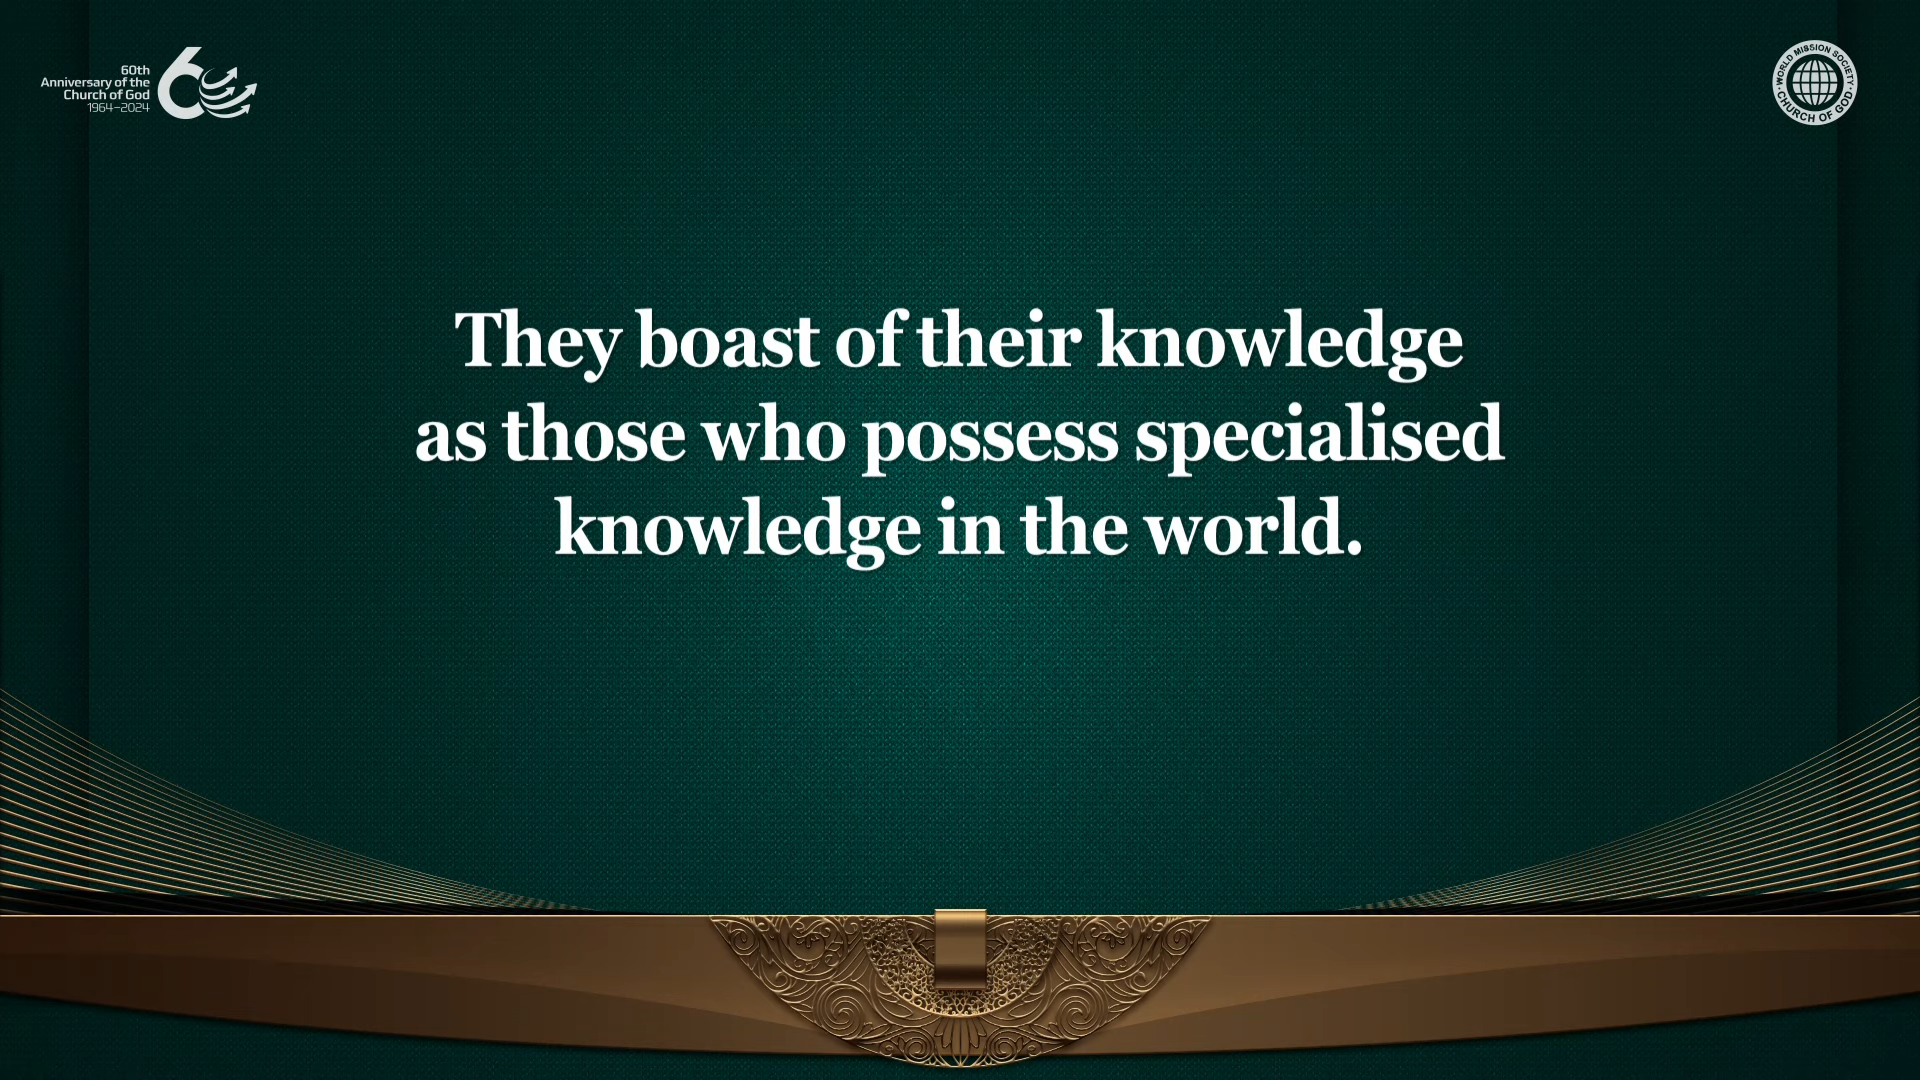 60th
Anniversary of the
Church of God
1964–2024
60
WORLD MISSION SOCIETY
CHURCH OF GOD
They boast of their knowledge
as those who possess specialised
knowledge in the world.